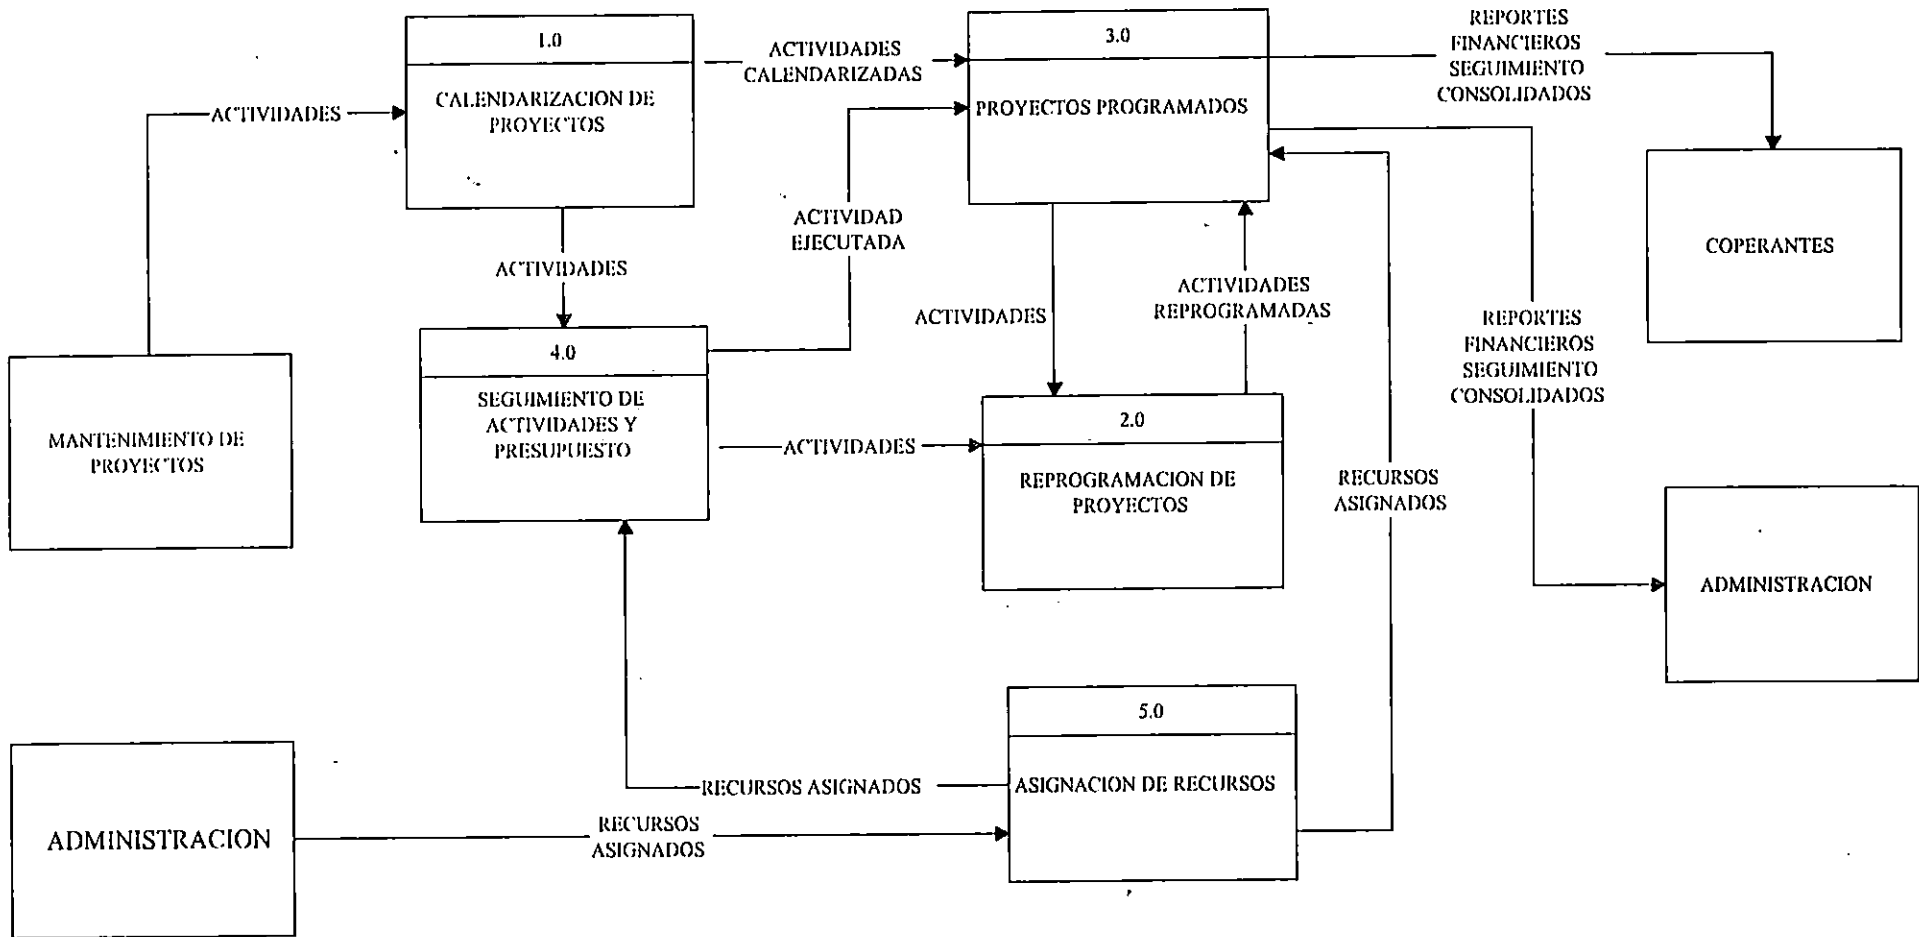 1.0
CALENDARIZACION DE
PROYECTOS
ACTIVIDADES
CALENDARIZADAS
3.0
PROYECTOS PROGRAMADOS
REPORTES
FINANCIEROS
SEGUIMIENTO
CONSOLIDADOS
ACTIVIDADES
ACTIVIDADES
ACTIVIDAD
EJECUTADA
ACTIVIDADES
ACTIVIDADES
REPROGRAMADAS
COPERANTES
REPORTES
FINANCIEROS
SEGUIMIENTO
CONSOLIDADOS
MANTENIMIENTO DE
PROYECTOS
4.0
SEGUIMIENTO DE
ACTIVIDADES Y
PRESUPUESTO
ACTIVIDADES
2.0
REPROGRAMACION DE
PROYECTOS
RECURSOS
ASIGNADOS
ADMINISTRACION
5.0
ASIGNACION DE RECURSOS
RECURSOS ASIGNADOS
ADMINISTRACION
RECURSOS
ASIGNADOS